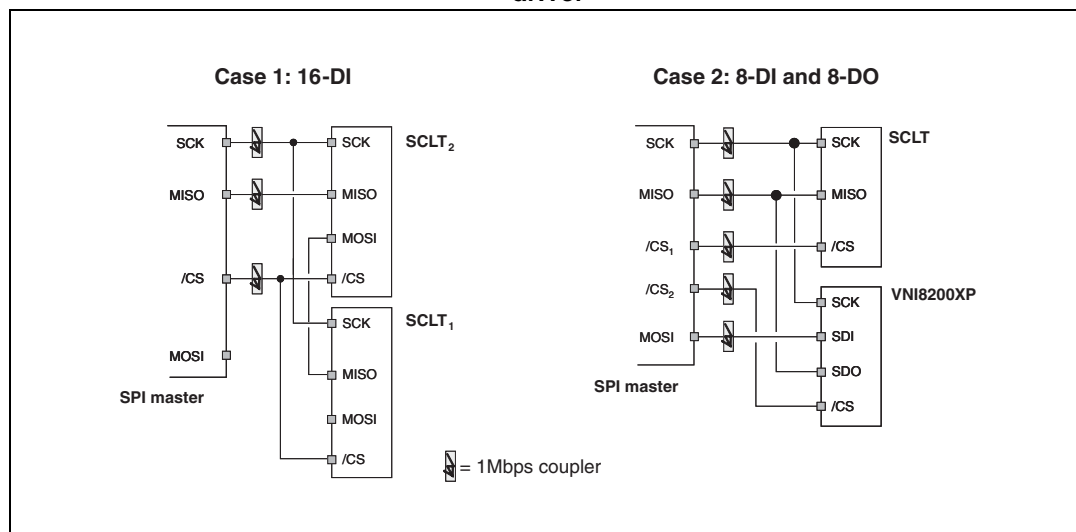 Case 1: 16-DI
SCK
MISO
/CS
MOSI
SPI master
SCK
MISO
MOSI
/CS
SCLT2
SCK
MISO
MOSI
/CS
SCLT1
= 1Mbps coupler
Case 2: 8-DI and 8-DO
SCK
MISO
/CS1
/CS2
MOSI
SPI master
SCK
MISO
/CS
SCLT
SCK
SDI
SDO
/CS
VNI8200XP